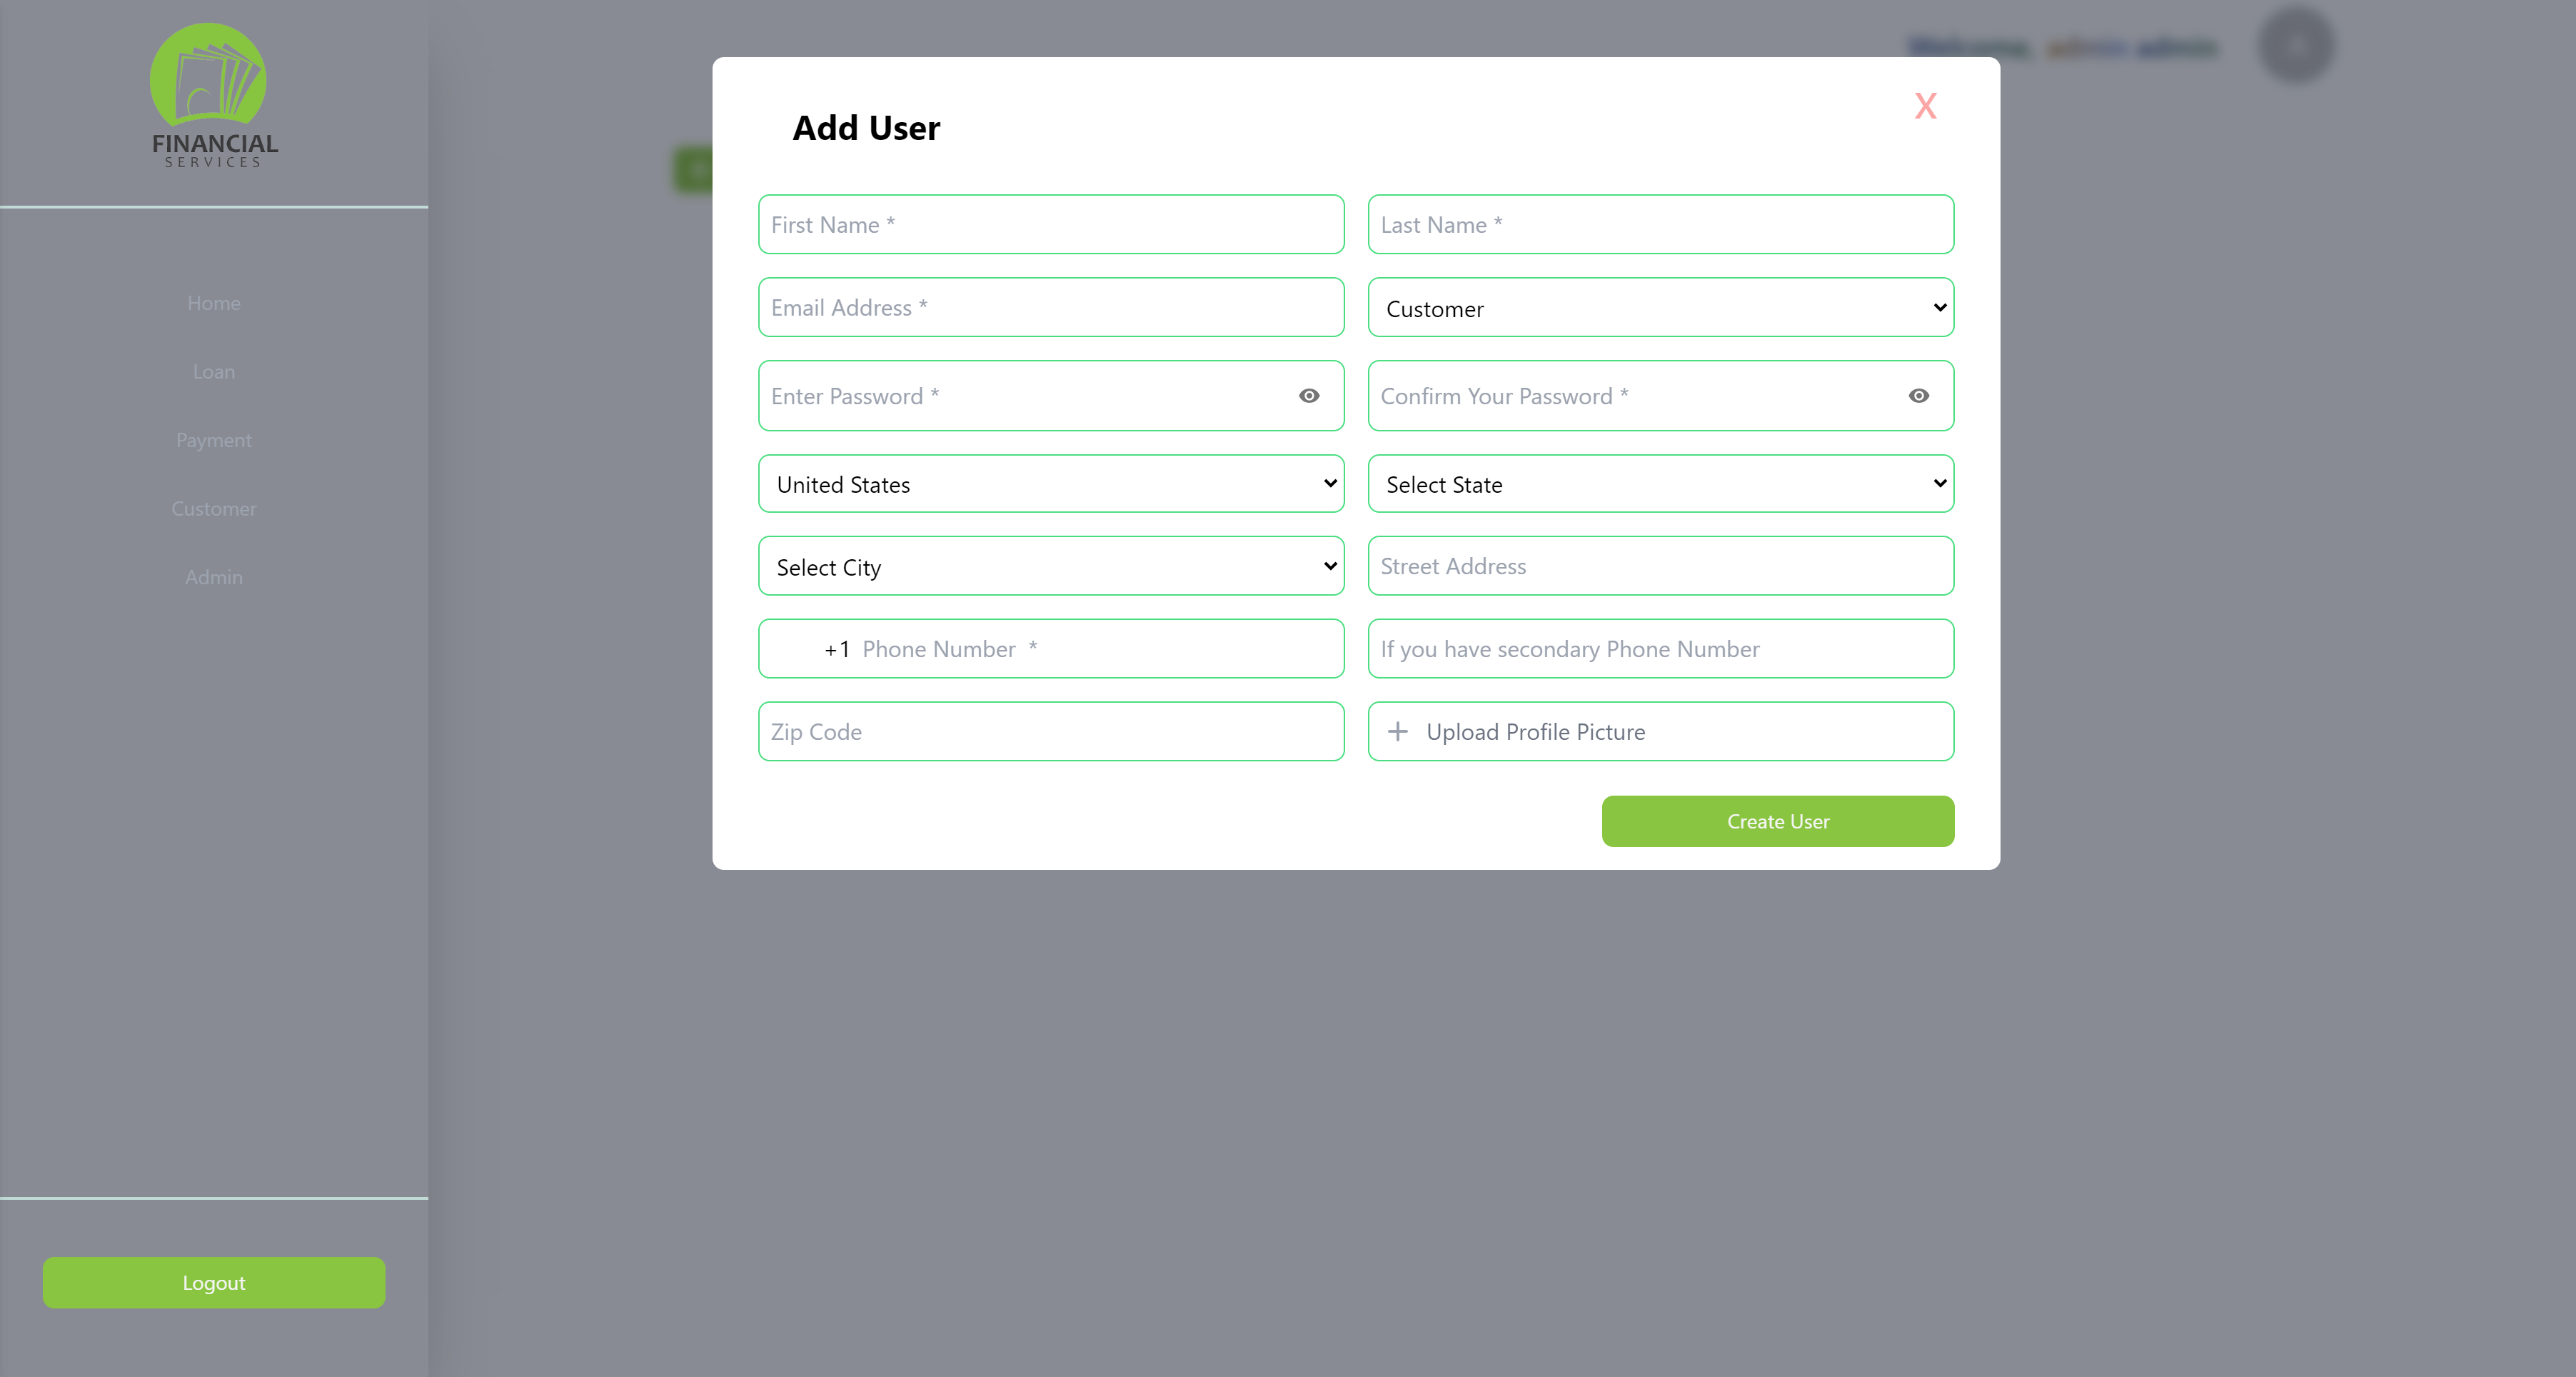 FINANCIAL
SERVICES
Home
Loan
Payment
Customer
Admin
Logout
Welcome, admin admin
Add User
X
First Name *
Last Name *
Email Address *
Customer
Enter Password *
Confirm Your Password *
United States
Select State
Select City
Street Address
+1 Phone Number *
If you have secondary Phone Number
Zip Code
+ Upload Profile Picture
Create User